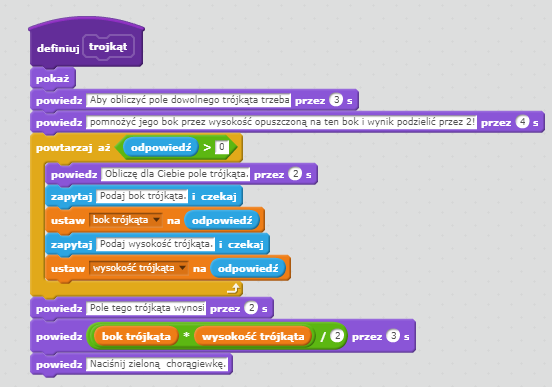 definiuj trojkąt
pokaż
powiedz Aby obliczyć pole dowolnego trójkąta trzeba przez 3 s
powiedz pomnożyć jego bok przez wysokość opuszczoną na ten bok i wynik podzielić przez 2! przez 4 s
powtarzaj aż odpowiedź > 0
powiedz Obliczę dla Ciebie pole trójkąta. przez 2 s
zapytaj Podaj bok trójkąta. i czekaj
ustaw bok trójkąta na odpowiedź
zapytaj Podaj wysokość trójkąta. i czekaj
ustaw wysokość trójkąta na odpowiedź
powiedz Pole tego trójkąta wynosi przez 2 s
powiedz bok trójkąta * wysokość trójkąta / 2 przez 3 s
powiedz Naciśnij zieloną chorągiewkę.